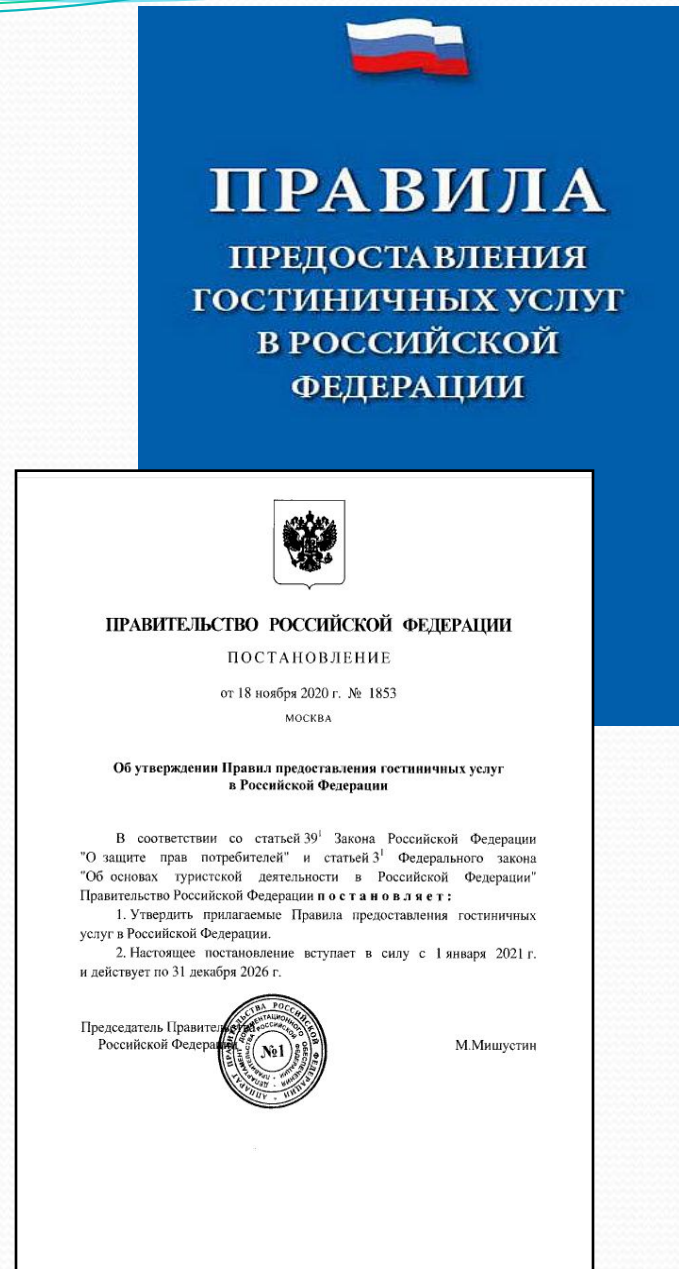 ПРАВИЛА
ПРЕДОСТАВЛЕНИЯ
ГОСТИНИЧНЫХ УСЛУГ
В РОССИЙСКОЙ
ФЕДЕРАЦИИ
ПРАВИТЕЛЬСТВО РОССИЙСКОЙ ФЕДЕРАЦИИ
ПОСТАНОВЛЕНИЕ
от 18 ноября 2020 г. № 1853
МОСКВА
Об утверждении Правил предоставления гостиничных услуг
в Российской Федерации
В соответствии со статьей 39¹ Закона Российской Федерации
"О защите прав потребителей" и статьей 3¹ Федерального закона
"Об основах туристской деятельности в Российской Федерации"
Правительство Российской Федерации постановляет:
1. Утвердить прилагаемые Правила предоставления гостиничных
услуг в Российской Федерации.
2. Настоящее постановление вступает в силу с 1 января 2021 г.
и действует по 31 декабря 2026 г.
Председатель Правительства
Российской Федерации
М.Мишустин
АППАРАТ ПРАВИТЕЛЬСТВА РОССИЙСКОЙ ФЕДЕРАЦИИ
№1